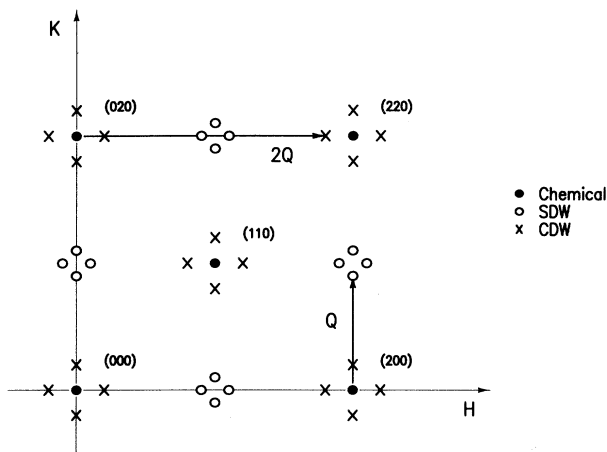 K
(020)
(220)
2Q
Chemical
SDW
CDW
(110)
Q
(000)
(200)
H